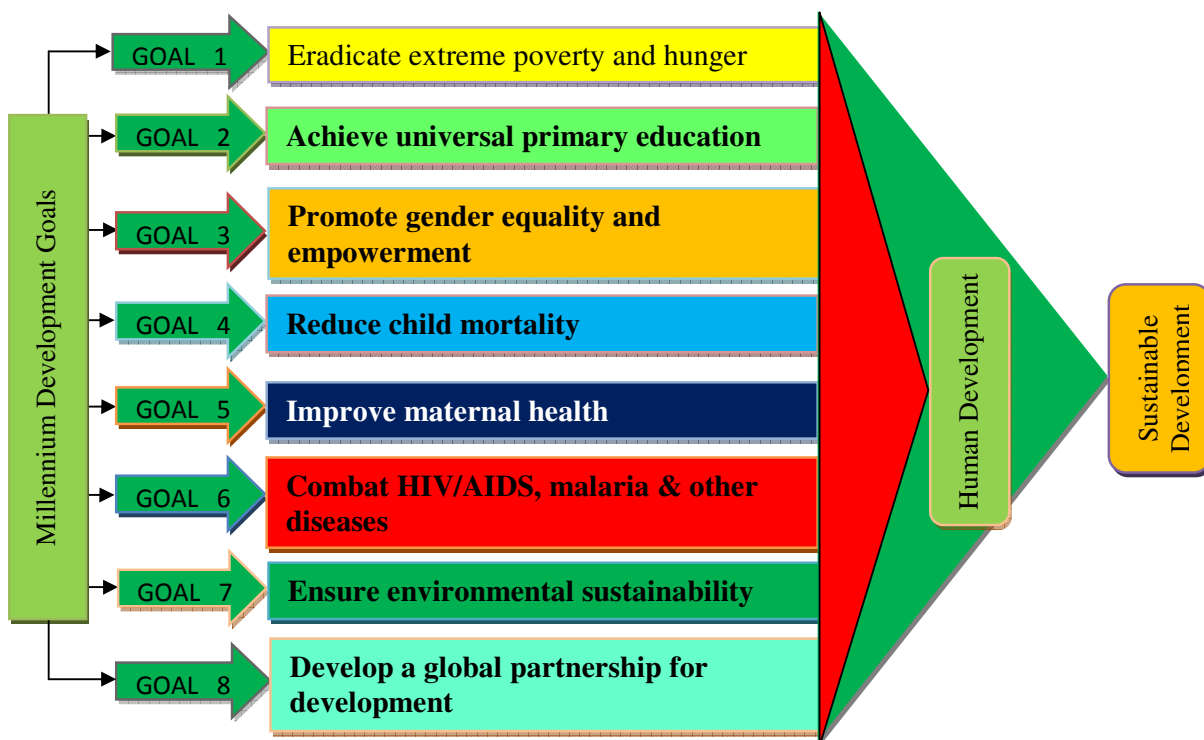 Millennium Development Goals
GOAL 1
Eradicate extreme poverty and hunger
GOAL 2
Achieve universal primary education
GOAL 3
Promote gender equality and
empowerment
GOAL 4
Reduce child mortality
GOAL 5
Improve maternal health
GOAL 6
Combat HIV/AIDS, malaria & other
diseases
GOAL 7
Ensure environmental sustainability
GOAL 8
Develop a global partnership for
development
Human Development
Sustainable
Development